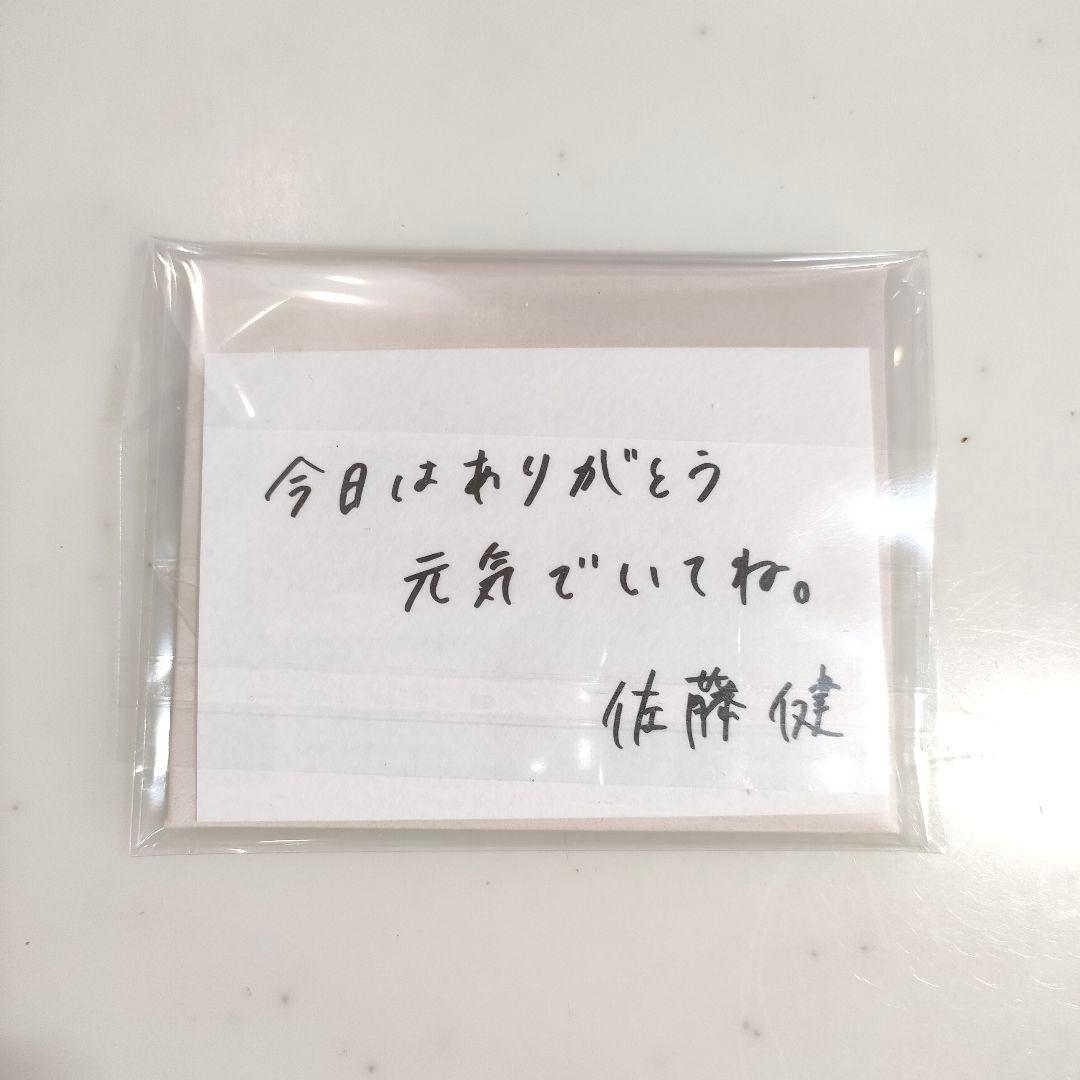 今日はありがとう
元気でいてね。
佐藤健